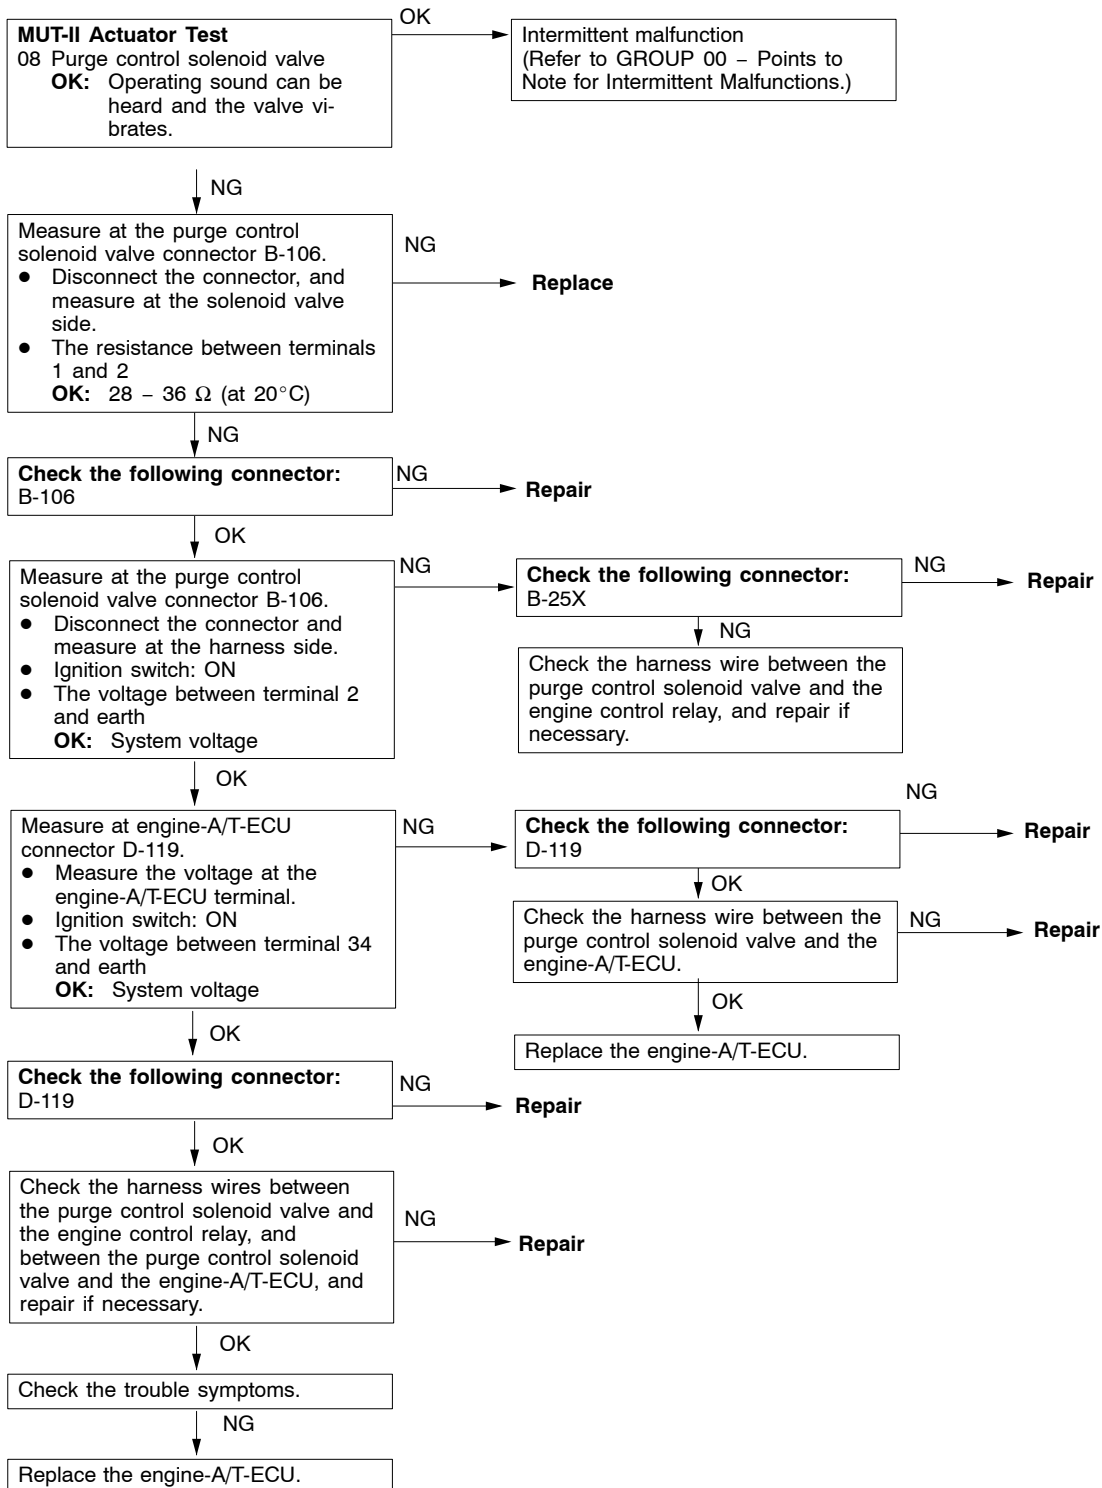 MUT-II Actuator Test
08 Purge control solenoid valve
OK: Operating sound can be
heard and the valve vi-
brates.
OK
Intermittent malfunction
(Refer to GROUP 00 – Points to
Note for Intermittent Malfunctions.)
NG
Measure at the purge control
solenoid valve connector B-106.
● Disconnect the connector, and
measure at the solenoid valve
side.
● The resistance between terminals
1 and 2
OK: 28 – 36 Ω (at 20°C)
NG
Replace
NG
Check the following connector:
B-106
NG
Repair
OK
Measure at the purge control
solenoid valve connector B-106.
● Disconnect the connector and
measure at the harness side.
● Ignition switch: ON
● The voltage between terminal 2
and earth
OK: System voltage
NG
Check the following connector:
B-25X
NG
Repair
NG
Check the harness wire between the
purge control solenoid valve and the
engine control relay, and repair if
necessary.
OK
Measure at engine-A/T-ECU
connector D-119.
● Measure the voltage at the
engine-A/T-ECU terminal.
● Ignition switch: ON
● The voltage between terminal 34
and earth
OK: System voltage
NG
Check the following connector:
D-119
NG
Repair
OK
Check the harness wire between the
purge control solenoid valve and the
engine-A/T-ECU.
NG
Repair
OK
Replace the engine-A/T-ECU.
OK
Check the following connector:
D-119
NG
Repair
OK
Check the harness wires between
the purge control solenoid valve and
the engine control relay, and
between the purge control solenoid
valve and the engine-A/T-ECU, and
repair if necessary.
NG
Repair
OK
Check the trouble symptoms.
NG
Replace the engine-A/T-ECU.